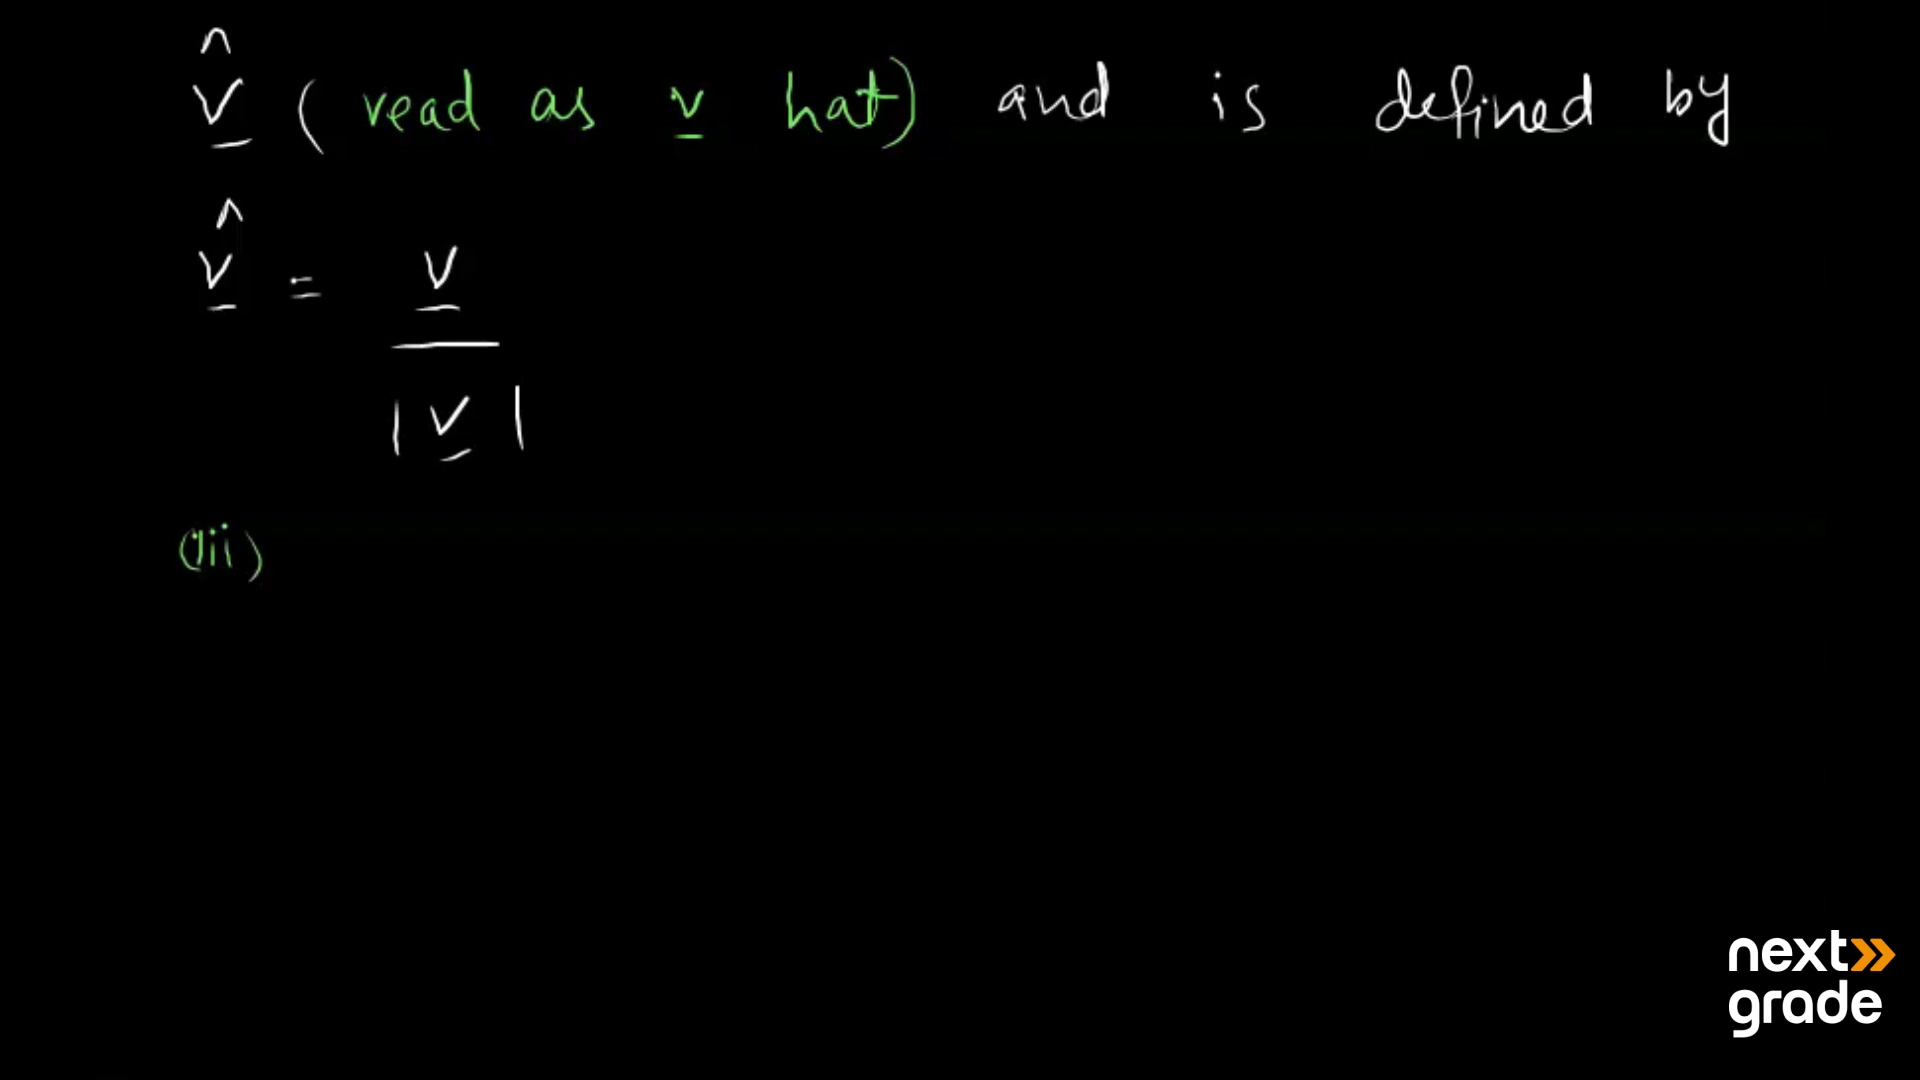 v̲̂ (read as v̲ hat) and is defined by
v̲̂ = v̲
|v̲|
(iii)
next
grade